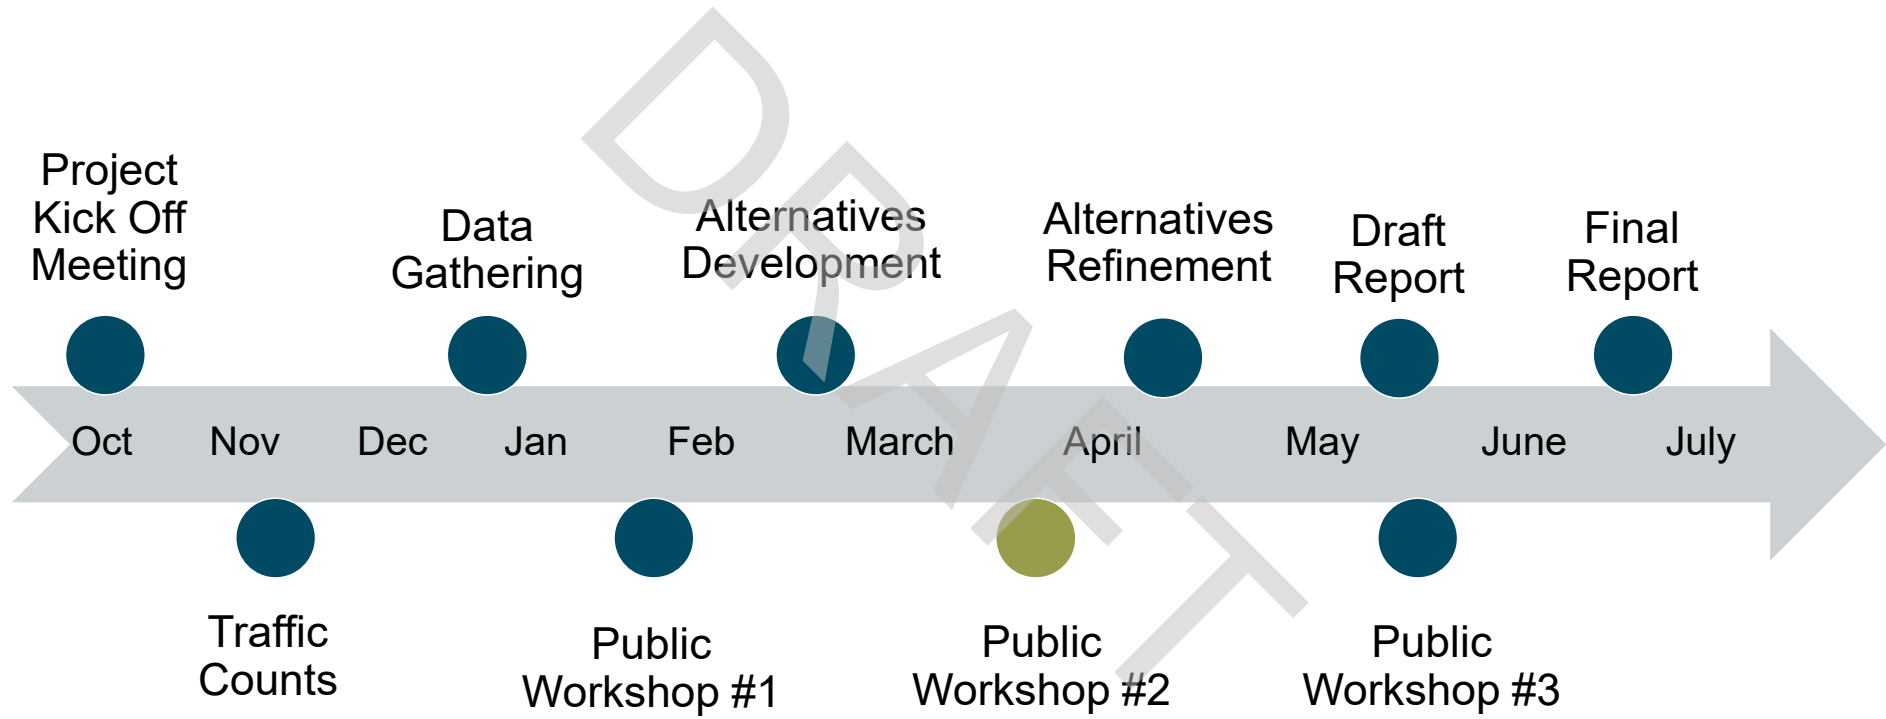 Project
Kick Off
Meeting
Data
Gathering
Alternatives
Development
Alternatives
Refinement
Draft
Report
Final
Report
Oct Nov Dec Jan Feb March April May June July
Traffic
Counts
Public
Workshop #1
Public
Workshop #2
Public
Workshop #3
DRAFT